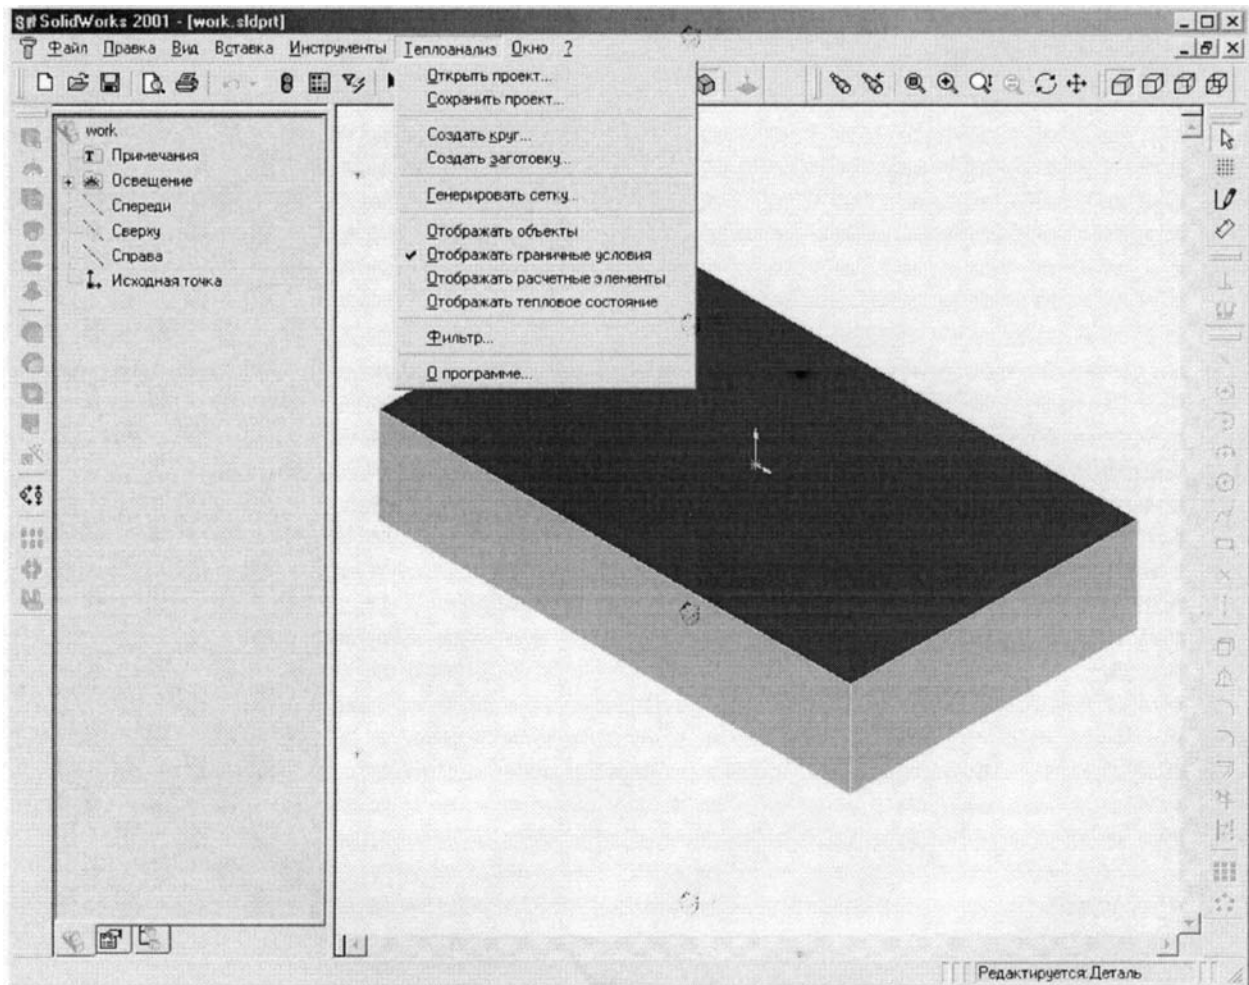 SolidWorks 2001 - [work.sldprt]
Файл Правка Вид Вставка Инструменты Теплоанализ Окно ?
Открыть проект...
Сохранить проект...
Создать круг...
Создать заготовку...
Генерировать сетку...
Отображать объекты
Отображать граничные условия
Отображать расчетные элементы
Отображать тепловое состояние
Фильтр...
О программе...
work
Примечания
Освещение
Спереди
Сверху
Справа
Исходная точка
Редактируется:Деталь